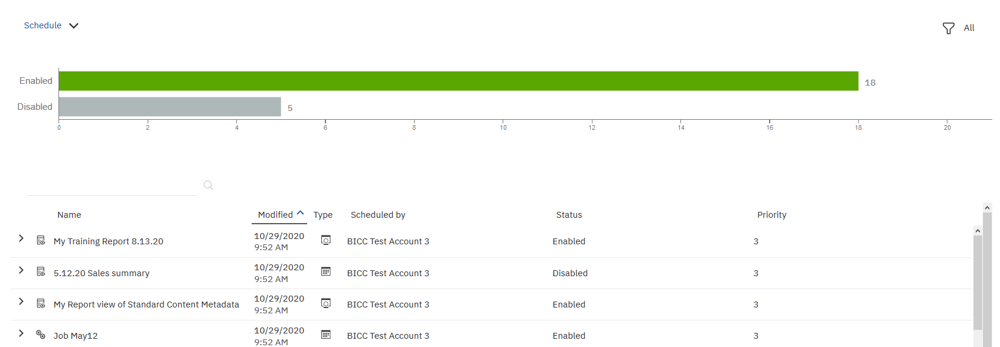 Schedule
All
Enabled
18
Disabled
5
0 2 4 6 8 10 12 14 16 18 20
Name Modified Type Scheduled by Status Priority
My Training Report 8.13.20 10/29/2020 9:52 AM BICC Test Account 3 Enabled 3
5.12.20 Sales summary 10/29/2020 9:52 AM BICC Test Account 3 Disabled 3
My Report view of Standard Content Metadata 10/29/2020 9:52 AM BICC Test Account 3 Enabled 3
Job May12 10/29/2020 9:52 AM BICC Test Account 3 Enabled 3